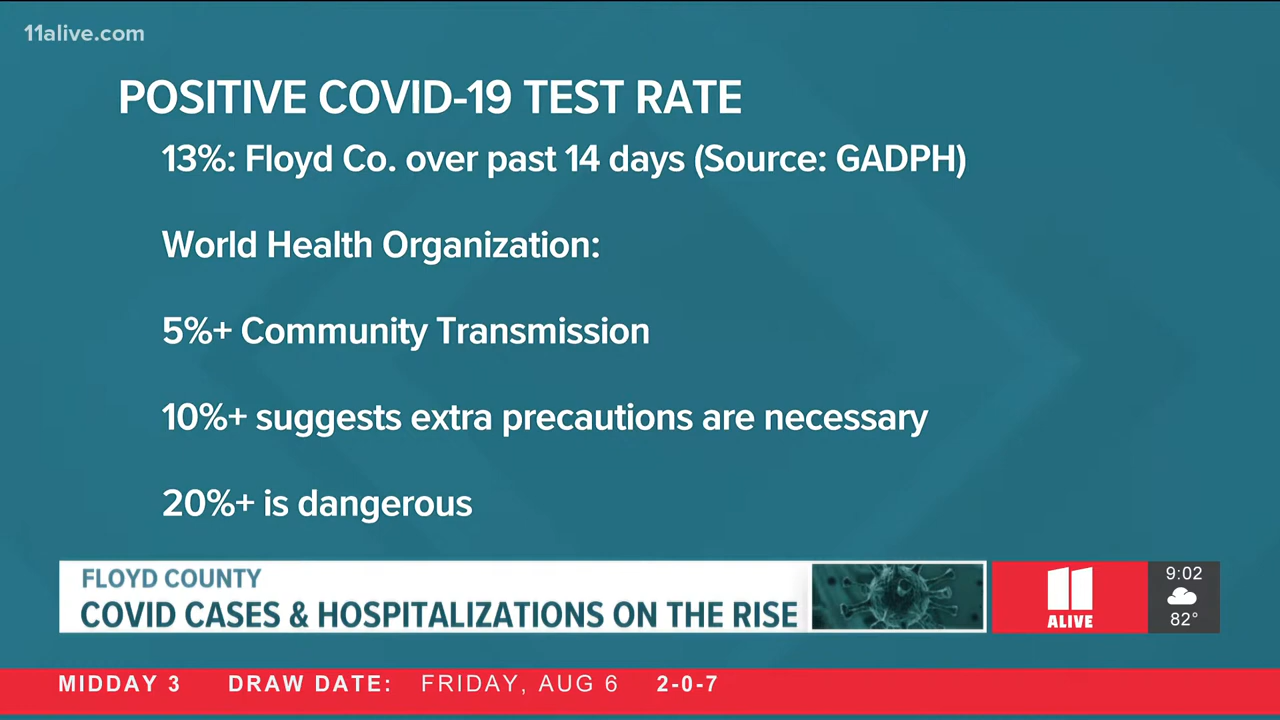 11alive.com
POSITIVE COVID-19 TEST RATE
13%: Floyd Co. over past 14 days (Source: GADPH)
World Health Organization:
5%+ Community Transmission
10%+ suggests extra precautions are necessary
20%+ is dangerous
FLOYD COUNTY
COVID CASES & HOSPITALIZATIONS ON THE RISE
11
ALIVE
9:02
82°
MIDDAY 3 DRAW DATE: FRIDAY, AUG 6 2-0-7